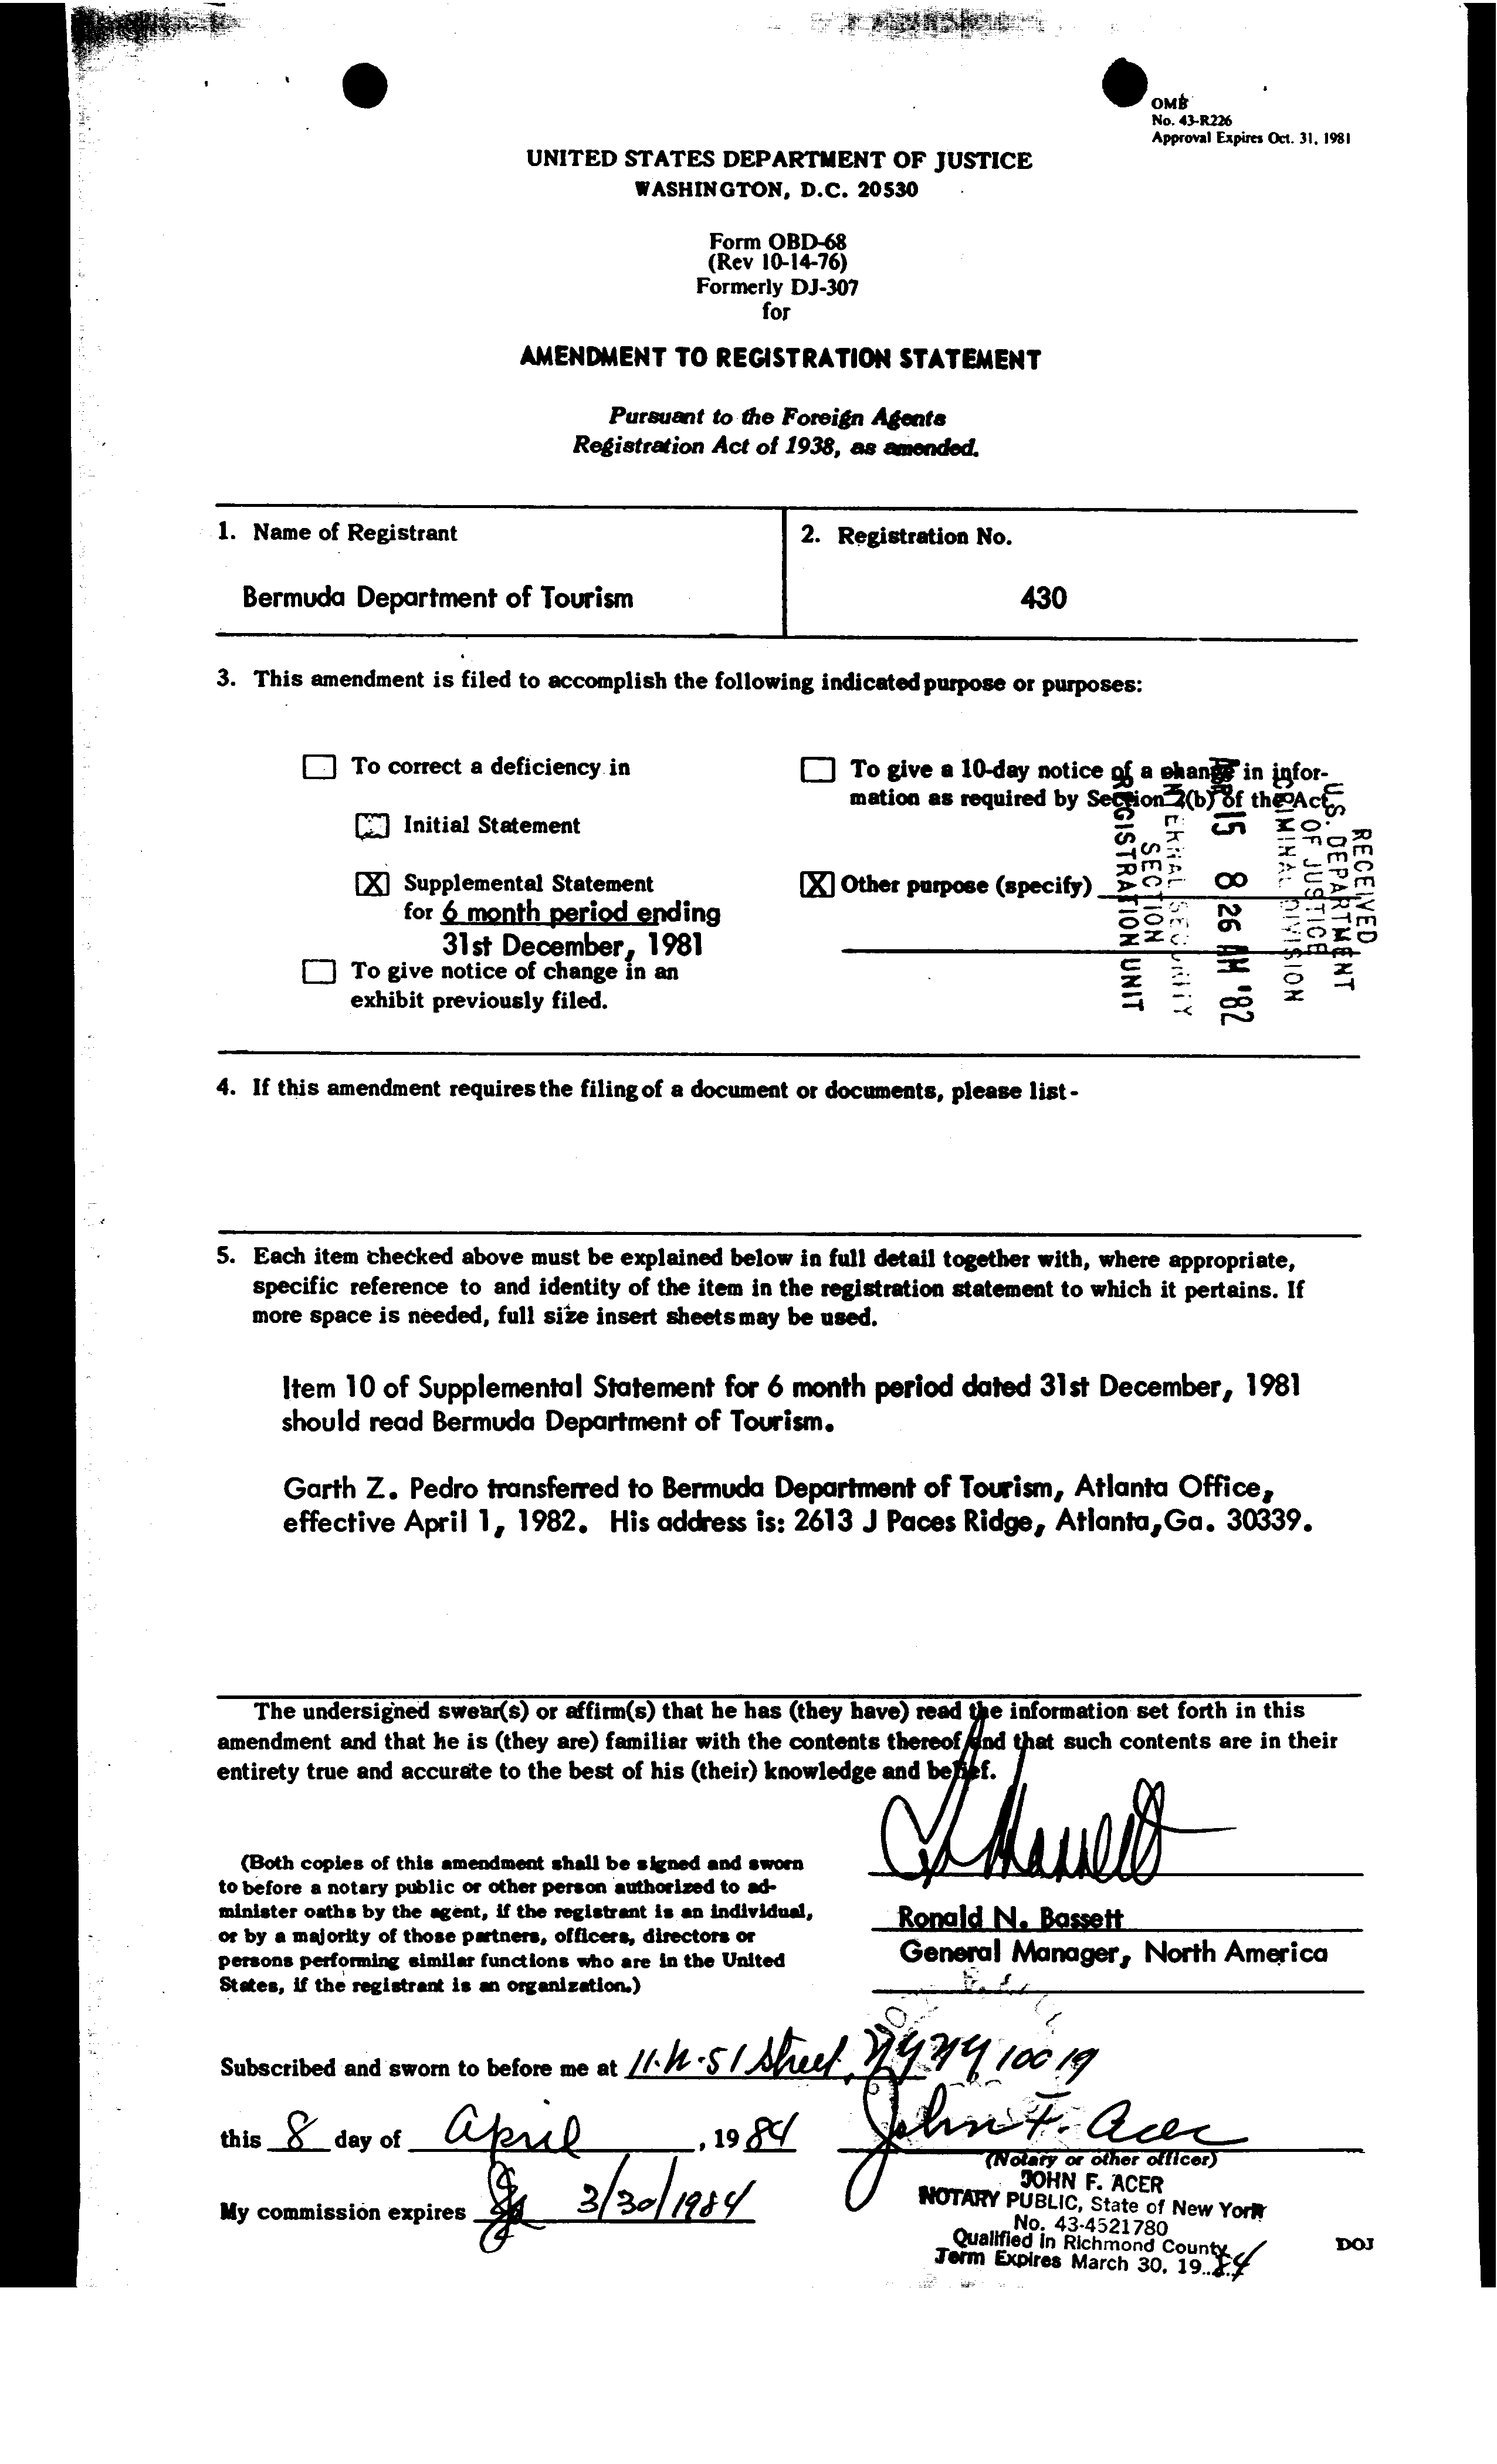 OMB
No. 43-R226
Approval Expires Oct. 31, 1981
UNITED STATES DEPARTMENT OF JUSTICE
WASHINGTON, D.C. 20530
Form OBD-68
(Rev 10-14-76)
Formerly DJ-307
for
AMENDMENT TO REGISTRATION STATEMENT
Pursuant to the Foreign Agents
Registration Act of 1938, as amended.
1. Name of Registrant
Bermuda Department of Tourism
2. Registration No.
430
3. This amendment is filed to accomplish the following indicated purpose or purposes:
To correct a deficiency in
Initial Statement
X Supplemental Statement
for 6 month period ending
31st December, 1981
To give notice of change in an
exhibit previously filed.
To give a 10-day notice of a change in infor-
mation as required by Section 2(b) of the Act.
X Other purpose (specify)
RECEIVED
U.S. DEPARTMENT
OF JUSTICE
CRIMINAL DIVISION
APR 15 8 26 AM '82
INTERNAL SECURITY
SECTION
REGISTRATION UNIT
4. If this amendment requires the filing of a document or documents, please list -
5. Each item checked above must be explained below in full detail together with, where appropriate,
specific reference to and identity of the item in the registration statement to which it pertains. If
more space is needed, full size insert sheets may be used.
Item 10 of Supplemental Statement for 6 month period dated 31st December, 1981
should read Bermuda Department of Tourism.
Garth Z. Pedro transferred to Bermuda Department of Tourism, Atlanta Office,
effective April 1, 1982. His address is: 2613 J Paces Ridge, Atlanta,Ga. 30339.
The undersigned swear(s) or affirm(s) that he has (they have) read the information set forth in this
amendment and that he is (they are) familiar with the contents thereof and that such contents are in their
entirety true and accurate to the best of his (their) knowledge and belief.
(Both copies of this amendment shall be signed and sworn
to before a notary public or other person authorized to ad-
minister oaths by the agent, if the registrant is an individual,
or by a majority of those partners, officers, directors or
persons performing similar functions who are in the United
States, if the registrant is an organization.)
Ronald N. Bassett
General Manager, North America
Subscribed and sworn to before me at 11 W. 51 Street, NY NY 10019
this 8 day of April, 1984
John F. Acer
(Notary or other officer)
My commission expires 3/30/1984
JOHN F. ACER
NOTARY PUBLIC, State of New York
No. 43-4521780
Qualified in Richmond County
Term Expires March 30, 19..84
DOJ